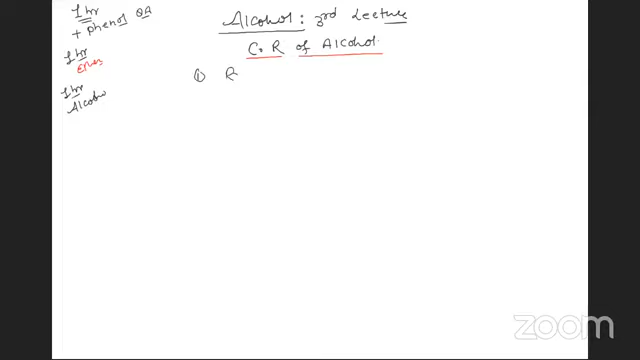 1 hr
+ Phenol QA
1 hr
Ethers
1 hr
Alcoho
Alcohol : 3rd Lecture
C. R of Alcohol.
① R
zoom